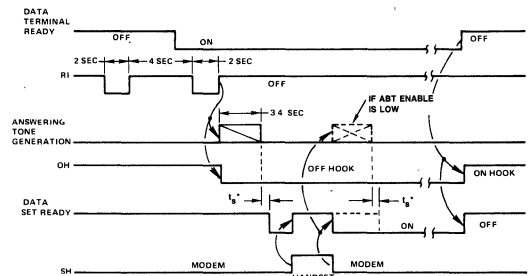 DATA
TERMINAL
READY
OFF
ON
OFF
2 SEC
4 SEC
2 SEC
RI
OFF
3 4 SEC
IF ABT ENABLE
IS LOW
ANSWERING
TONE
GENERATION
OH
OFF HOOK
ON HOOK
ts*
ts*
DATA
SET READY
ON
OFF
SH
MODEM
HANDSET
MODEM